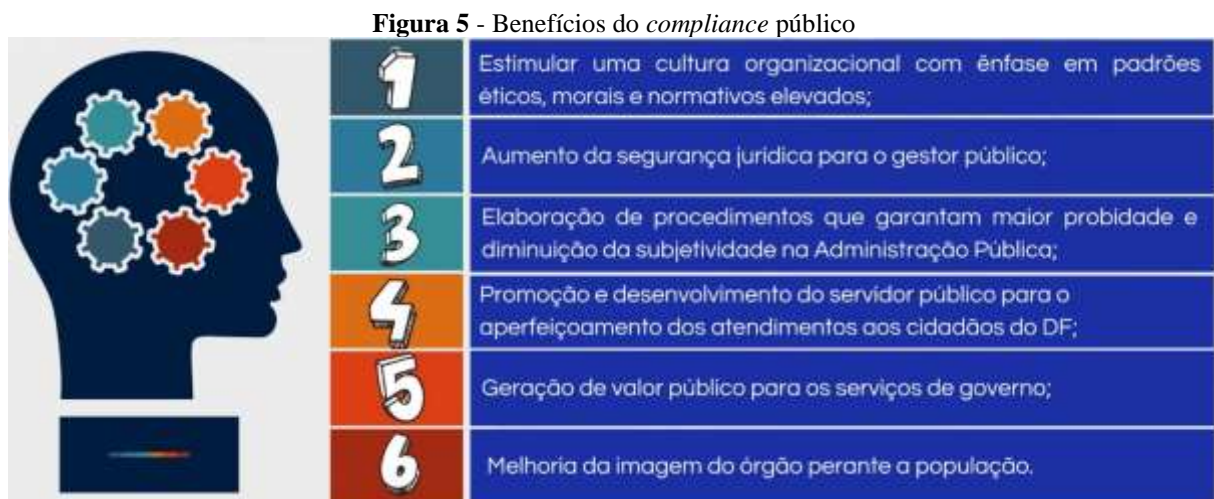 Figura 5 - Benefícios do compliance público
1
Estimular uma cultura organizacional com ênfase em padrões
éticos, morais e normativos elevados;
2
Aumento da segurança jurídica para o gestor público;
3
Elaboração de procedimentos que garantam maior probidade e
diminuição da subjetividade na Administração Pública;
4
Promoção e desenvolvimento do servidor público para o
aperfeiçoamento dos atendimentos aos cidadãos do DF;
5
Geração de valor público para os serviços de governo;
6
Melhoria da imagem do órgão perante a população.